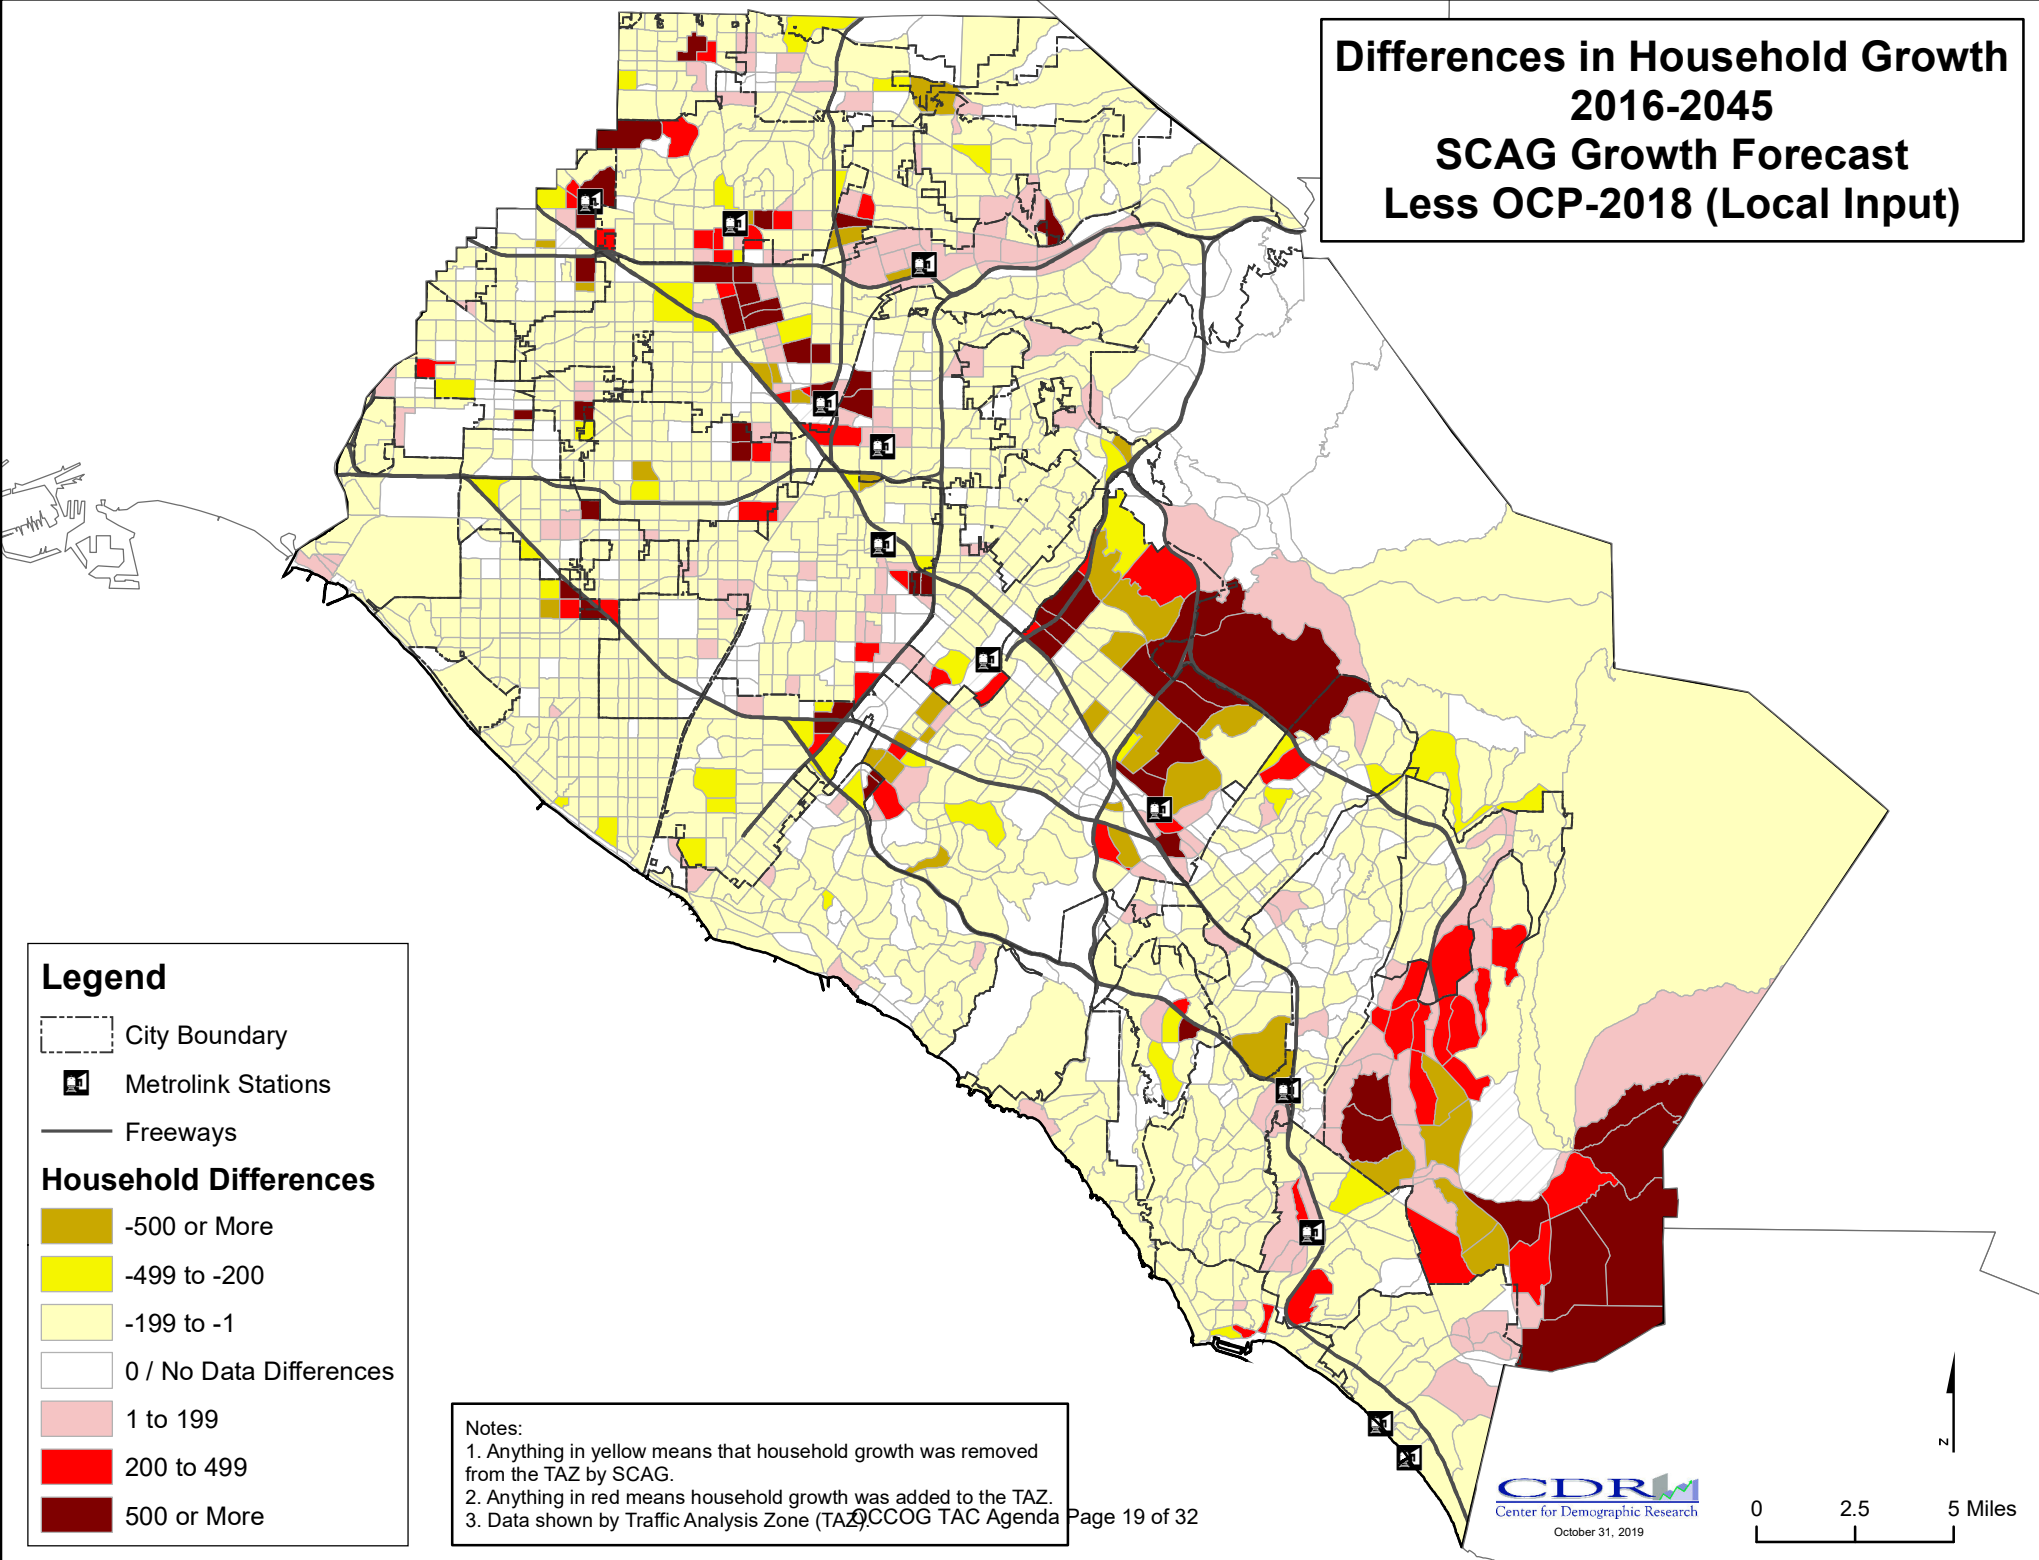 Differences in Household Growth
2016-2045
SCAG Growth Forecast
Less OCP-2018 (Local Input)
Legend
City Boundary
Metrolink Stations
Freeways
Household Differences
-500 or More
-499 to -200
-199 to -1
0 / No Data Differences
1 to 199
200 to 499
500 or More
Notes:
1. Anything in yellow means that household growth was removed
from the TAZ by SCAG.
2. Anything in red means household growth was added to the TAZ.
3. Data shown by Traffic Analysis Zone (TAZ).
OCCOG TAC Agenda Page 19 of 32
CDR
Center for Demographic Research
October 31, 2019
z
0 2.5 5 Miles